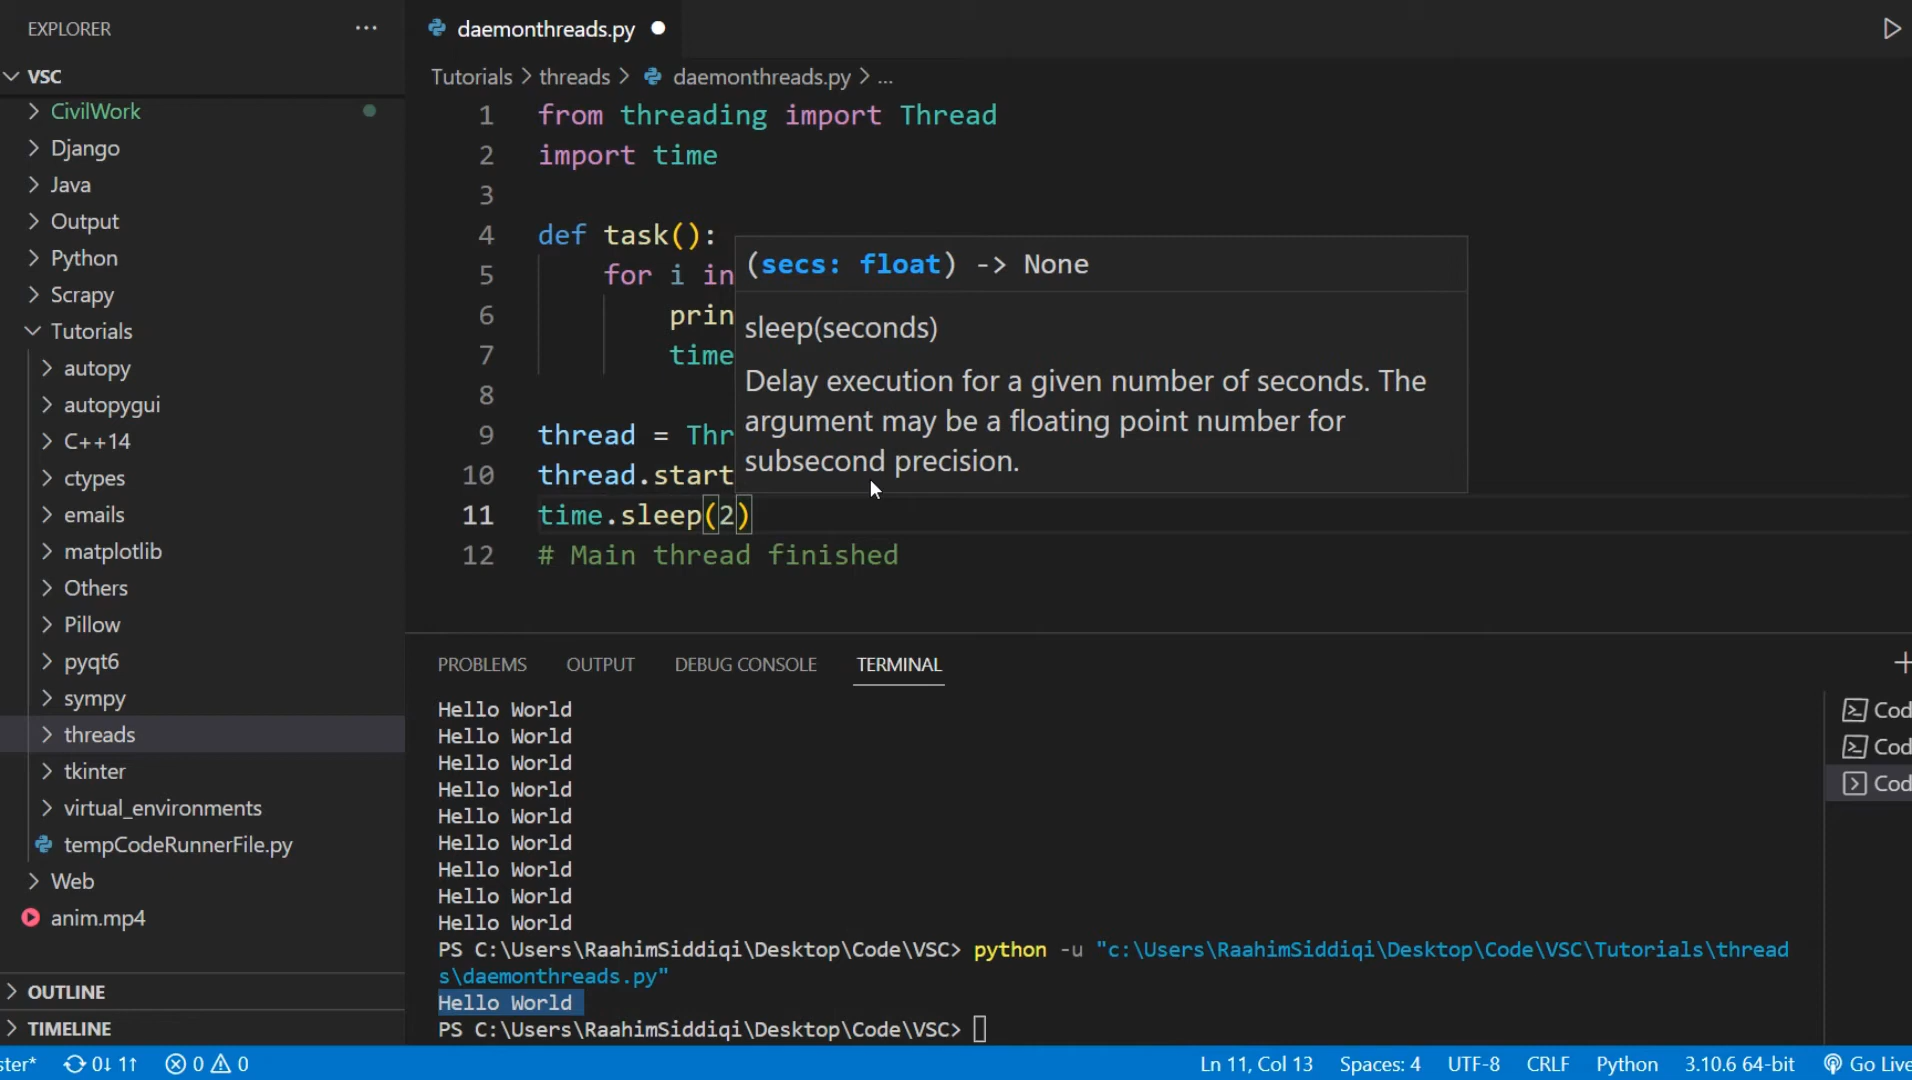 EXPLORER
VSC
CivilWork
Django
Java
Output
Python
Scrapy
Tutorials
autopy
autopygui
C++14
ctypes
emails
matplotlib
Others
Pillow
pyqt6
sympy
threads
tkinter
virtual_environments
tempCodeRunnerFile.py
Web
anim.mp4
OUTLINE
TIMELINE
daemonthreads.py
Tutorials > threads > daemonthreads.py > ...
1 from threading import Thread
2 import time
3
4 def task():
5 for i in
6 prin
7 time
8
9 thread = Thr
10 thread.start
11 time.sleep(2)
12 # Main thread finished
(secs: float) -> None
sleep(seconds)
Delay execution for a given number of seconds. The
argument may be a floating point number for
subsecond precision.
PROBLEMS OUTPUT DEBUG CONSOLE TERMINAL
Hello World
Hello World
Hello World
Hello World
Hello World
Hello World
Hello World
Hello World
Hello World
PS C:\Users\RaahimSiddiqi\Desktop\Code\VSC> python -u "c:\Users\RaahimSiddiqi\Desktop\Code\VSC\Tutorials\thread
s\daemonthreads.py"
Hello World
PS C:\Users\RaahimSiddiqi\Desktop\Code\VSC>
Cod
Cod
Cod
ster* 0↓ 1↑ 0 0 Ln 11, Col 13 Spaces: 4 UTF-8 CRLF Python 3.10.6 64-bit Go Live